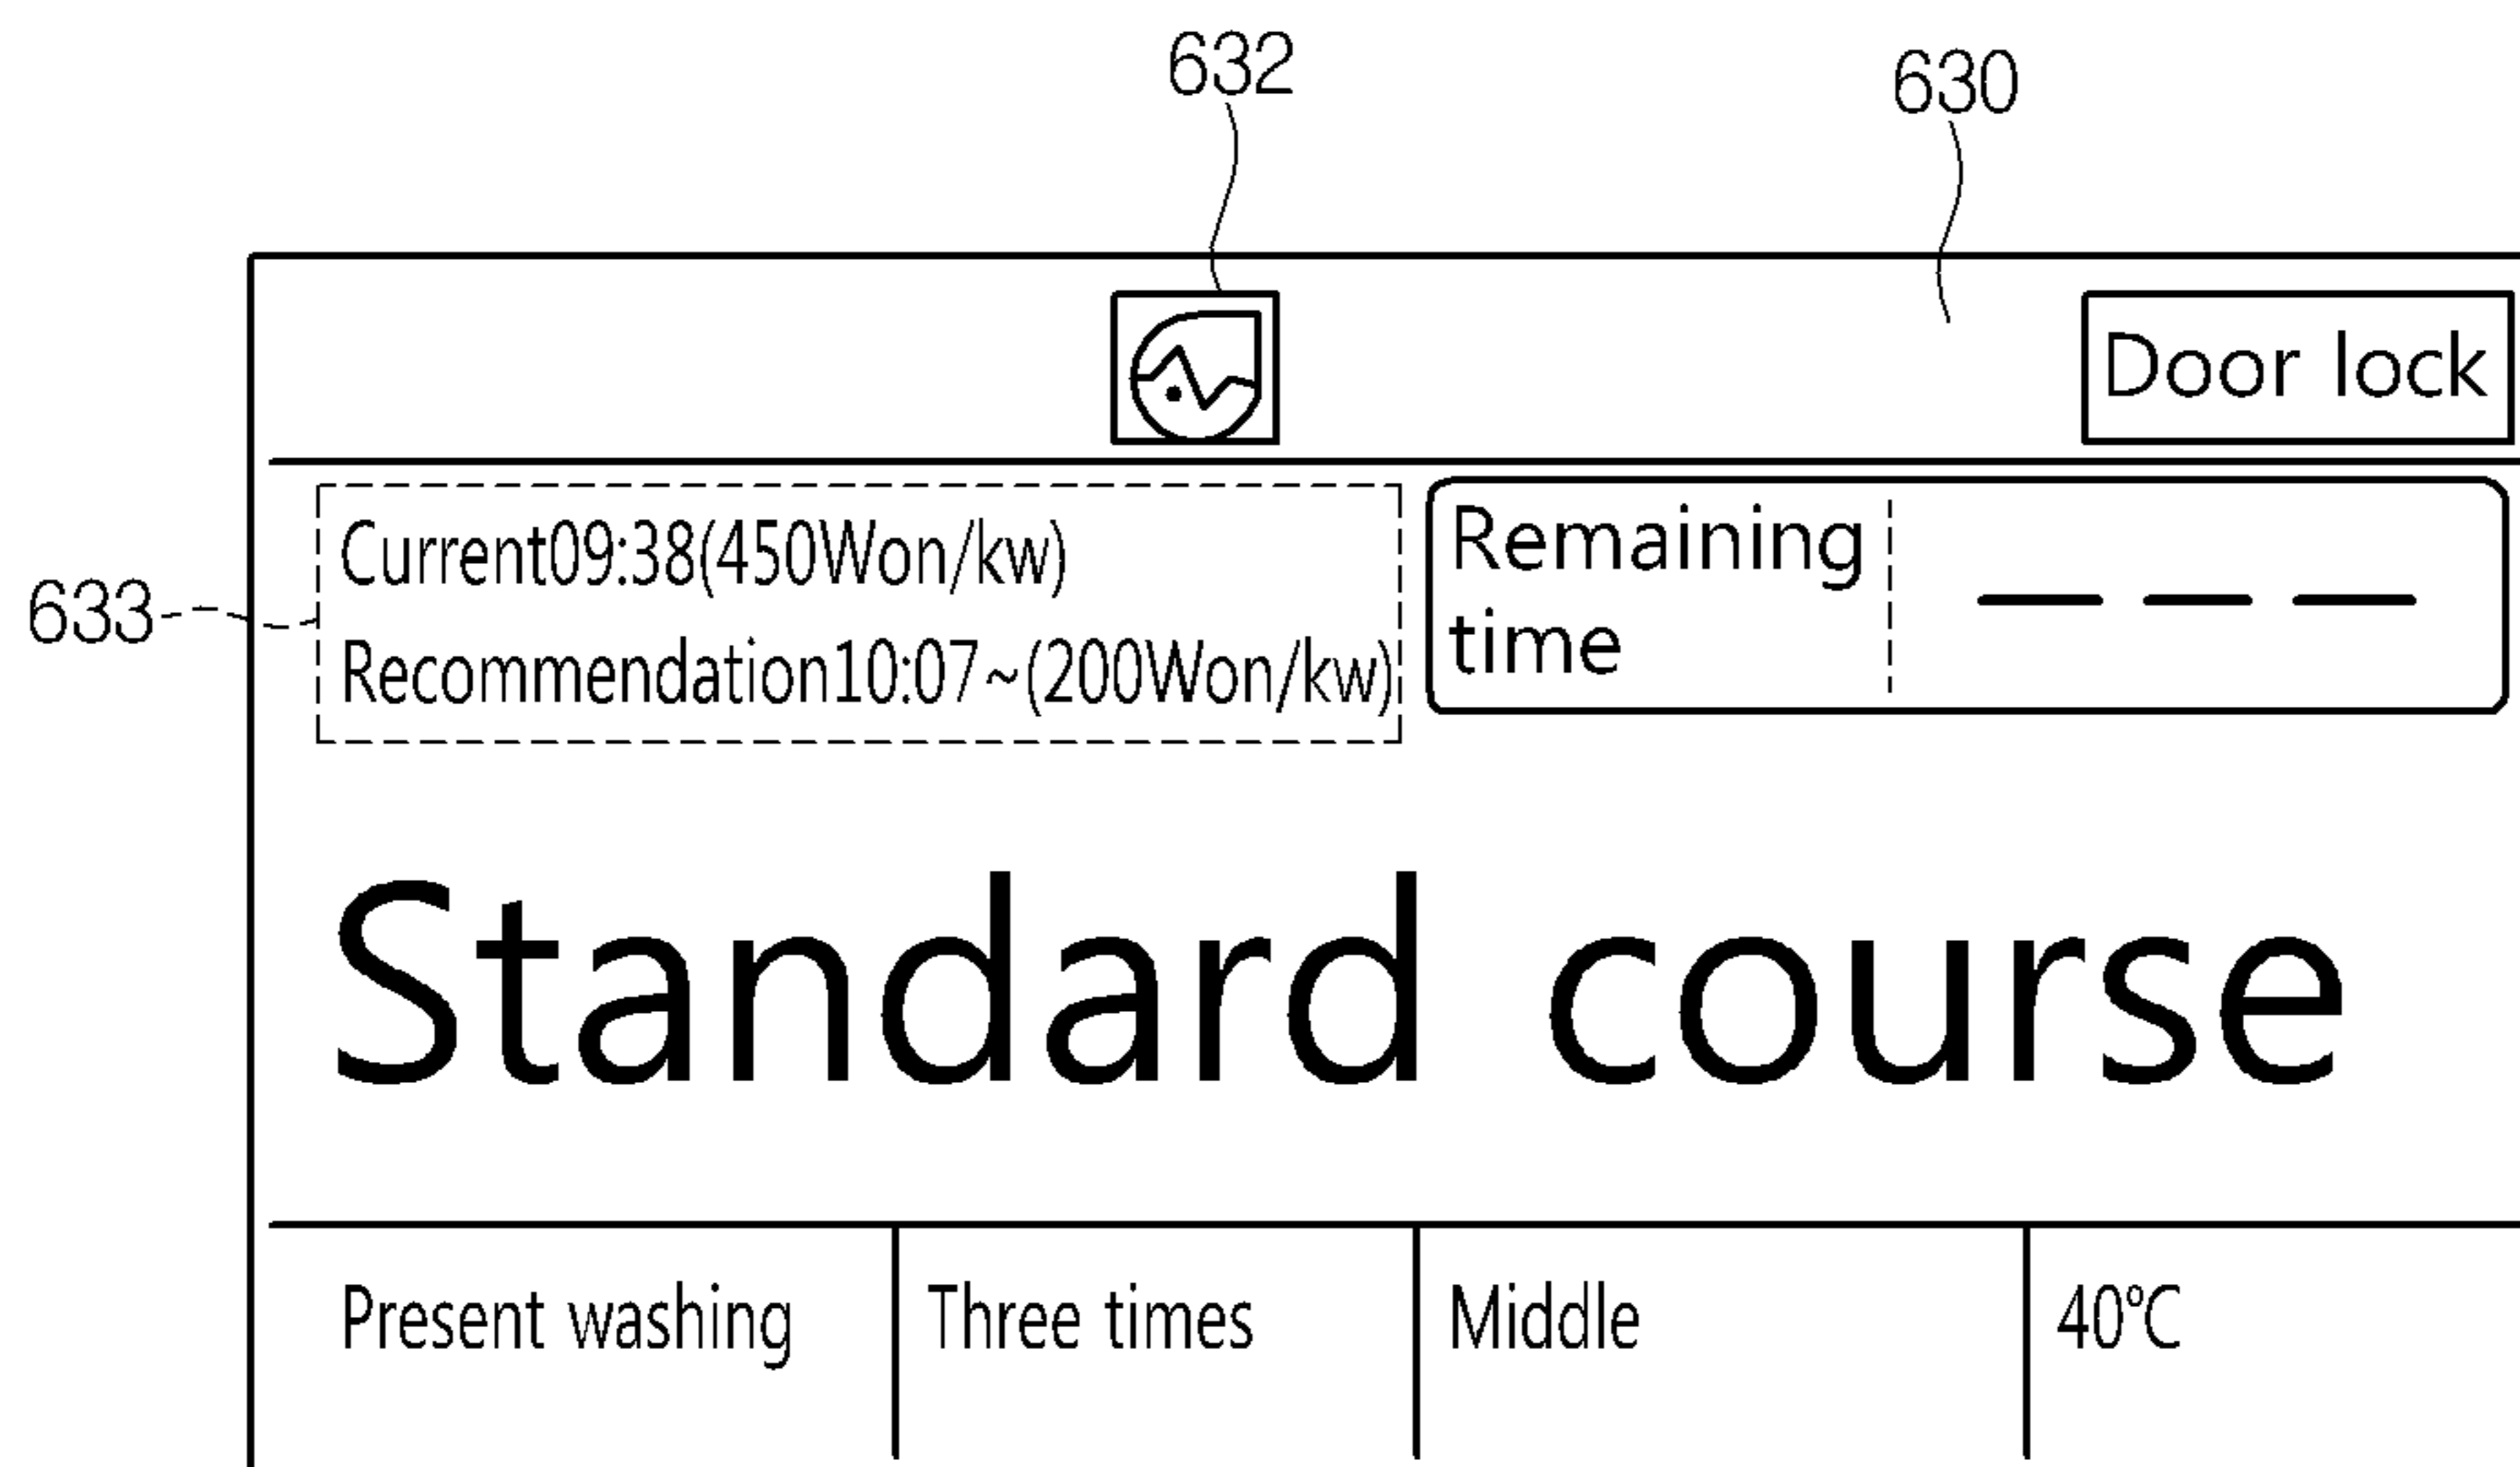 632
630
Door lock
Current09:38(450Won/kw)
Remaining
633
time
Recommendation10:07~(200Won/kw)
Standard course
Present washing
Three times
Middle
40ºC